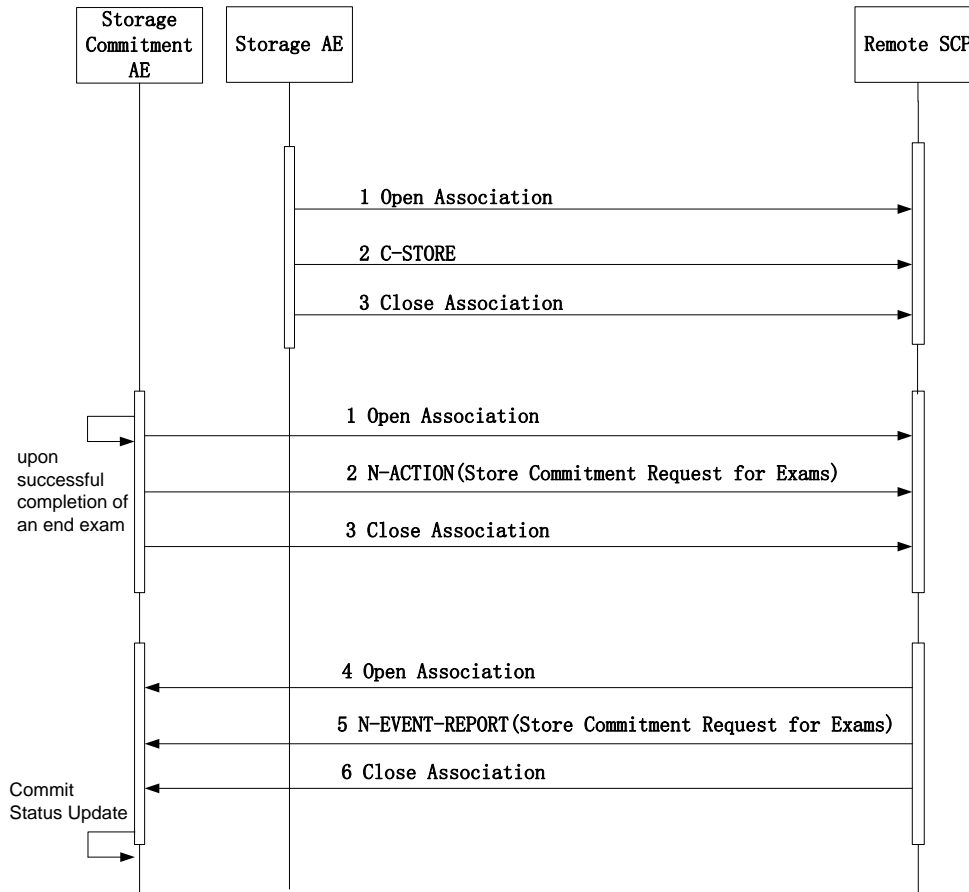 Storage
Commitment
AE
Storage AE
Remote SCP
1 Open Association
2 C-STORE
3 Close Association
1 Open Association
upon
successful
completion of
an end exam
2 N-ACTION(Store Commitment Request for Exams)
3 Close Association
4 Open Association
5 N-EVENT-REPORT(Store Commitment Request for Exams)
6 Close Association
Commit
Status Update